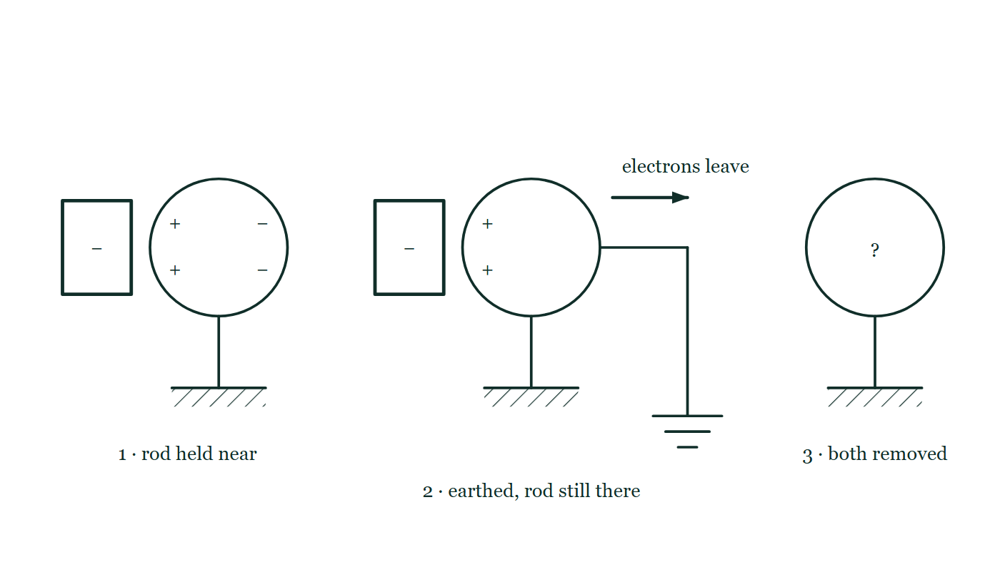 electrons leave
+ −
+ −
−
+
+
−
?
1 · rod held near
2 · earthed, rod still there
3 · both removed